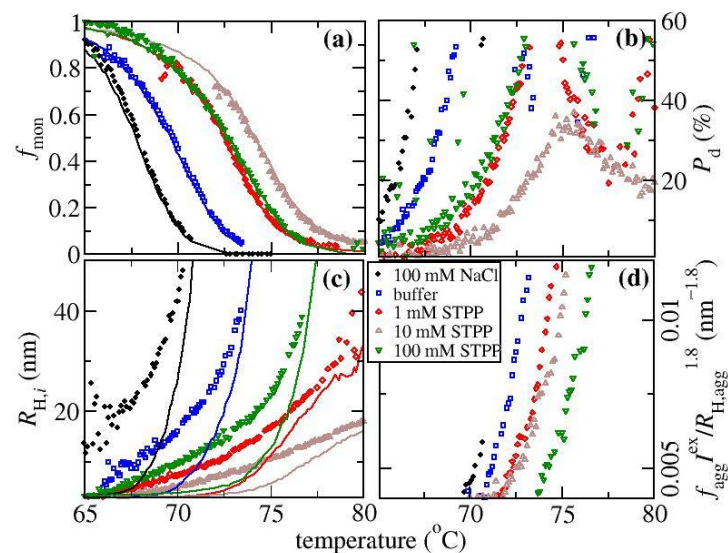 (a)
(b)
1
0.8
0.6
0.4
0.2
0
f_mon
60
40
20
P_d (%)
(c)
(d)
100 mM NaCl
buffer
1 mM STPP
10 mM STPP
100 mM STPP
40
20
R_H,i (nm)
0.01
0.005
f_agg I^ex/R_H,agg^1.8 (nm^−1.8)
65 70 75 65 70 75 80
temperature (°C)